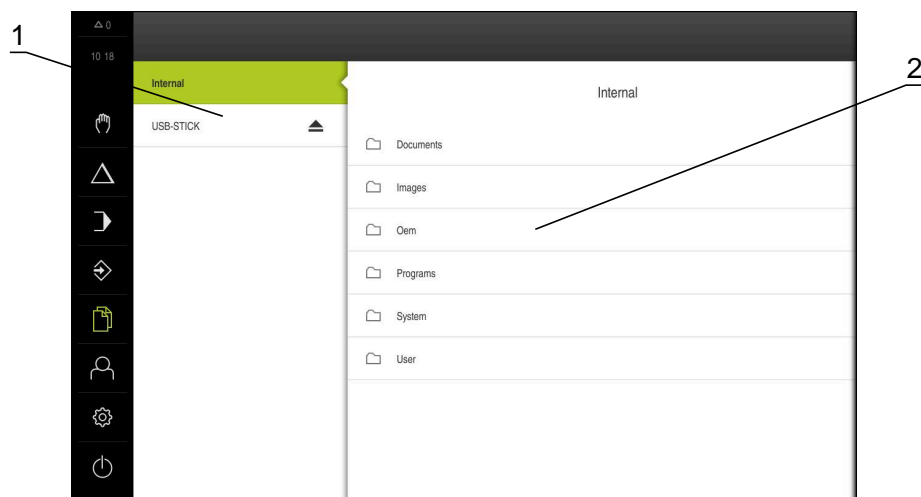 1
0
10 18
Internal
USB-STICK
Internal
Documents
Images
Oem
Programs
System
User
2